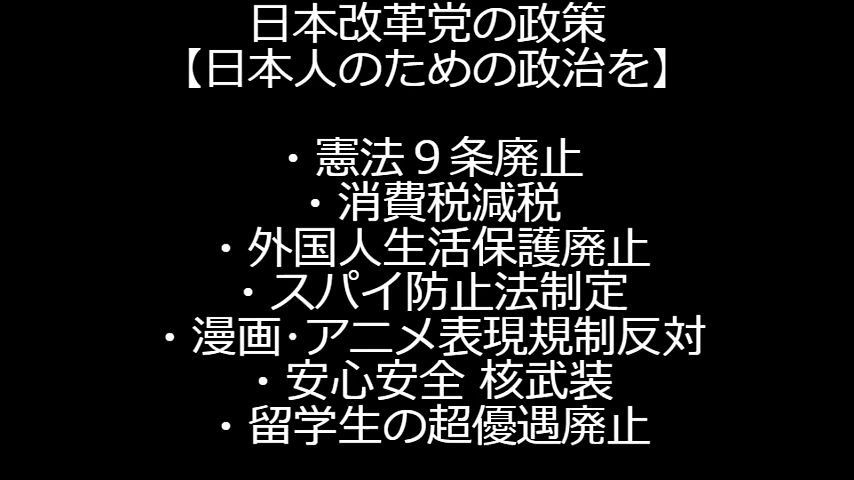 日本改革党の政策
【日本人のための政治を】
・憲法９条廃止
・消費税減税
・外国人生活保護廃止
・スパイ防止法制定
・漫画･アニメ表現規制反対
・安心安全 核武装
・留学生の超優遇廃止